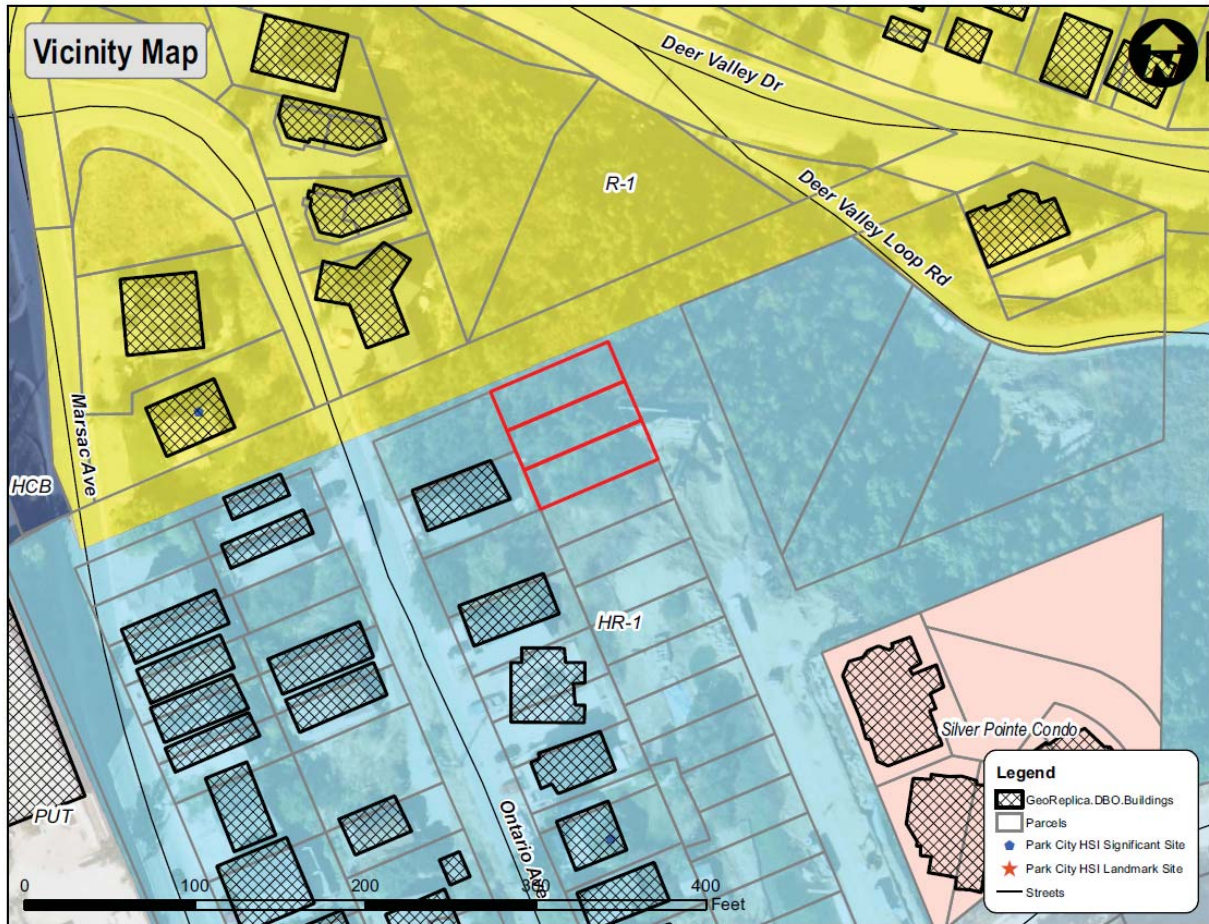 Vicinity Map
Deer Valley Dr
N
R-1
Deer Valley Loop Rd
Marsac Ave
HCB
HR-1
Silver Pointe Condo
PUT
Ontario Ave
Legend
GeoReplica.DBO.Buildings
Parcels
Park City HSI Significant Site
Park City HSI Landmark Site
Streets
0 100 200 300 400
Feet